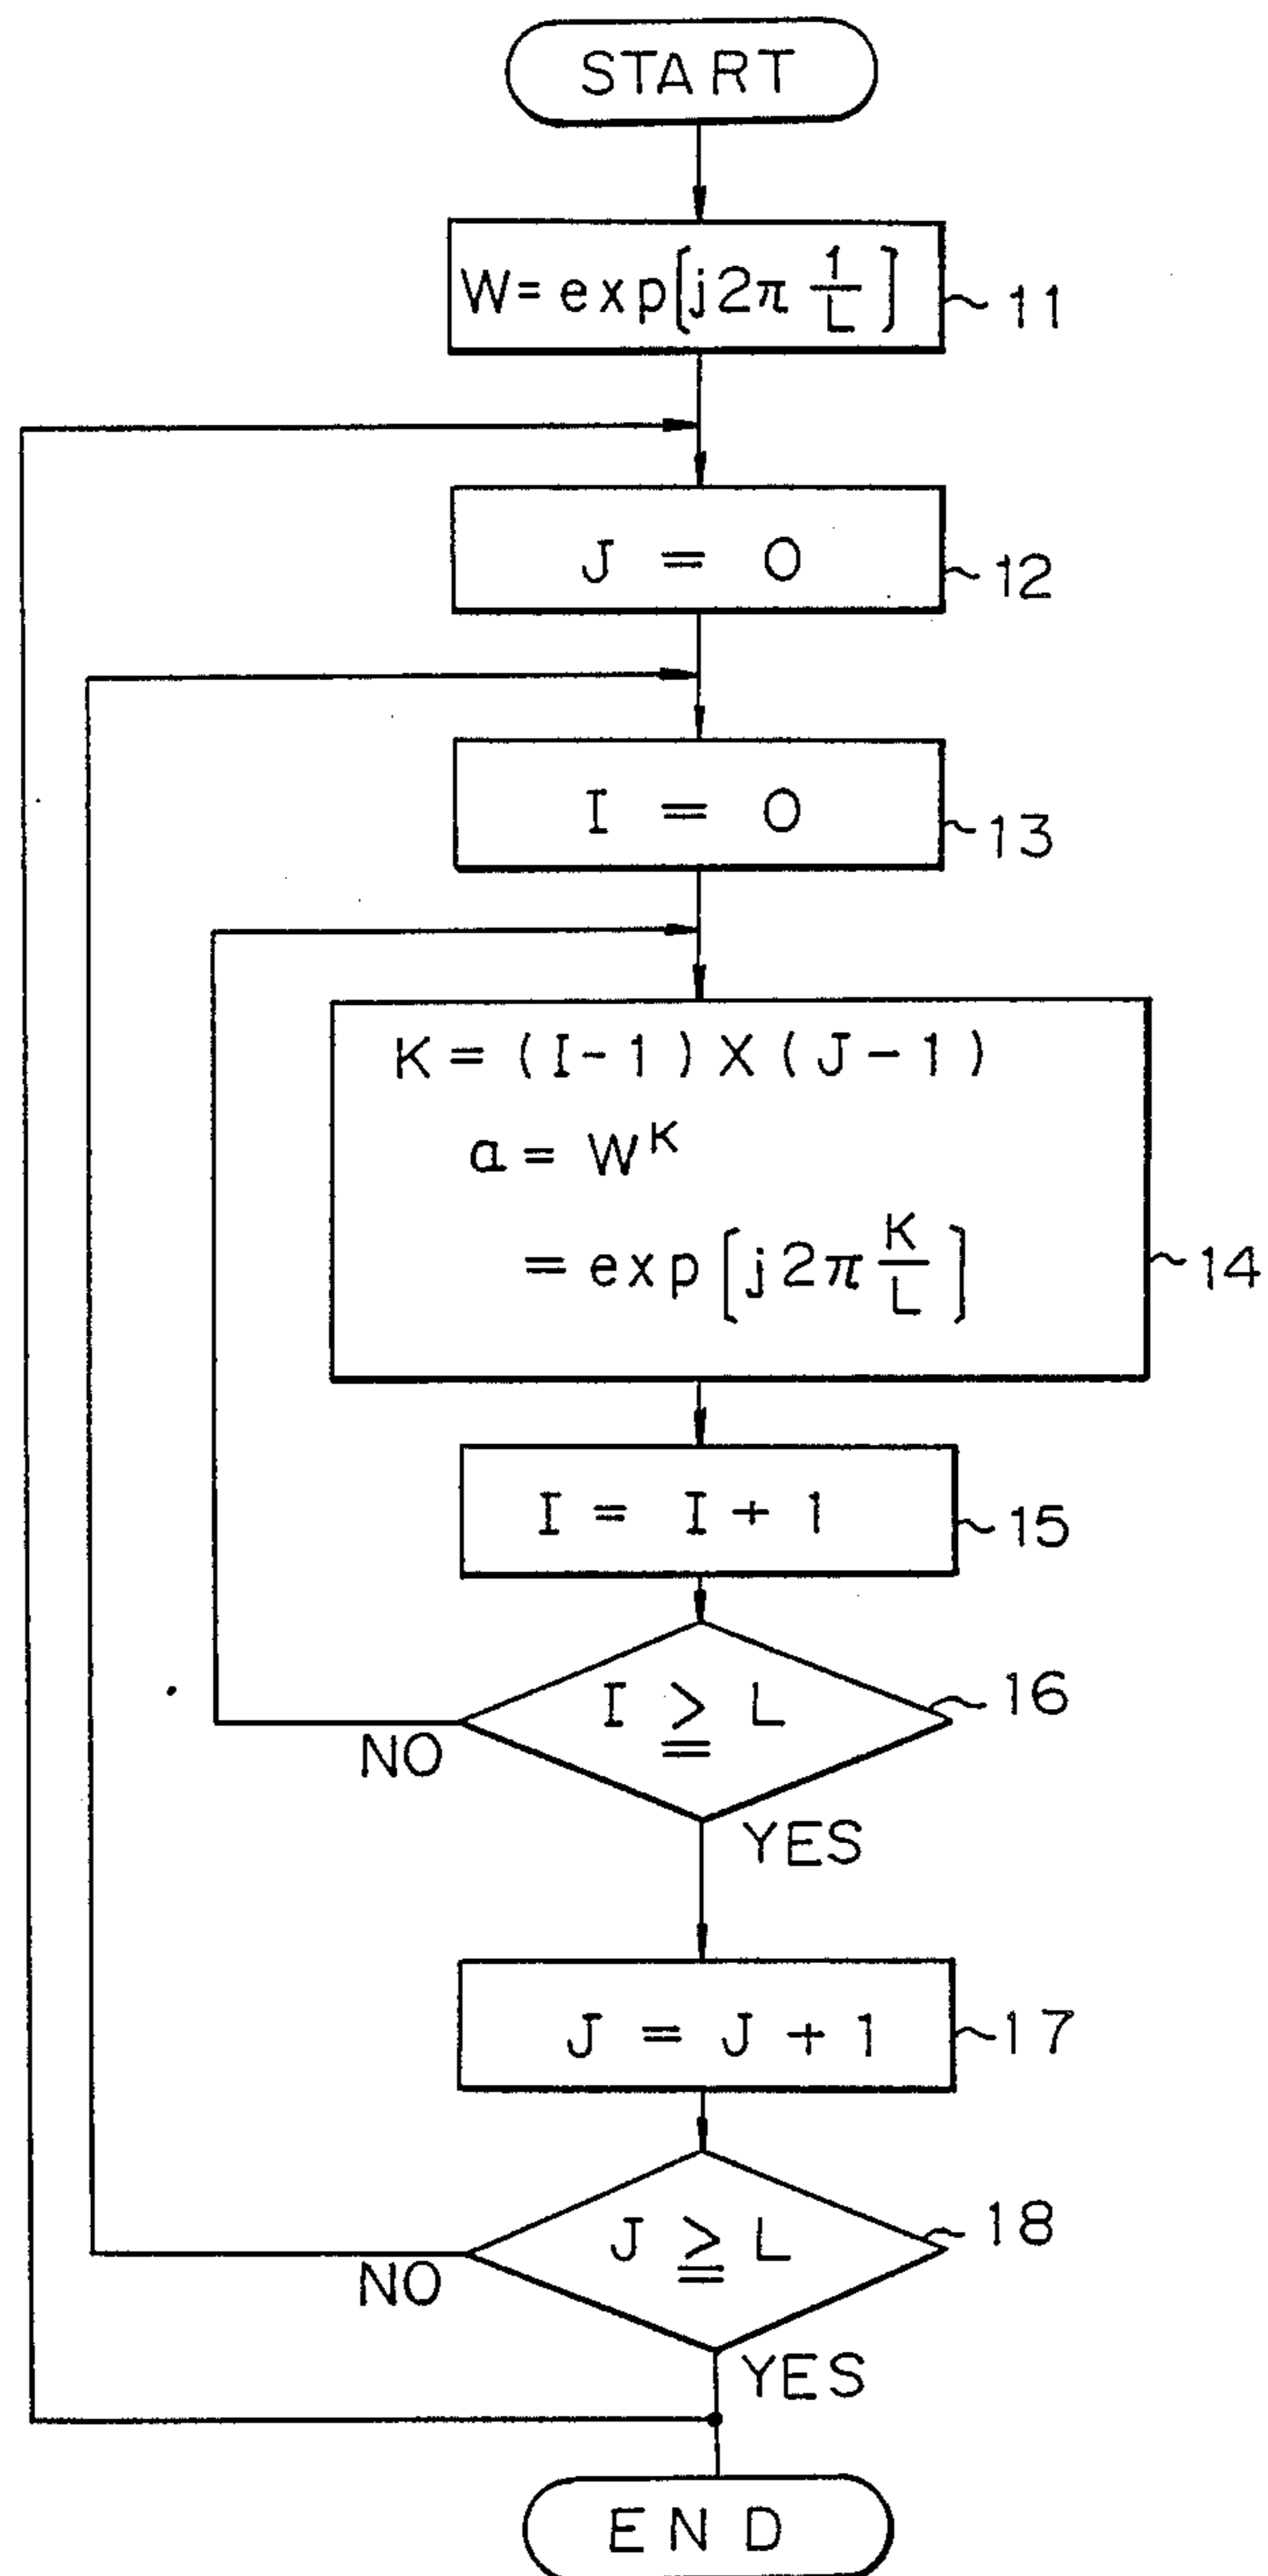 START
W = exp[j2π 1/L]
11
J = 0
12
I = 0
13
K = (I-1) X (J-1)
a = W^K
= exp[j2π K/L]
14
I = I + 1
15
I ≧ L
16
NO
YES
J = J + 1
17
J ≧ L
18
NO
YES
END